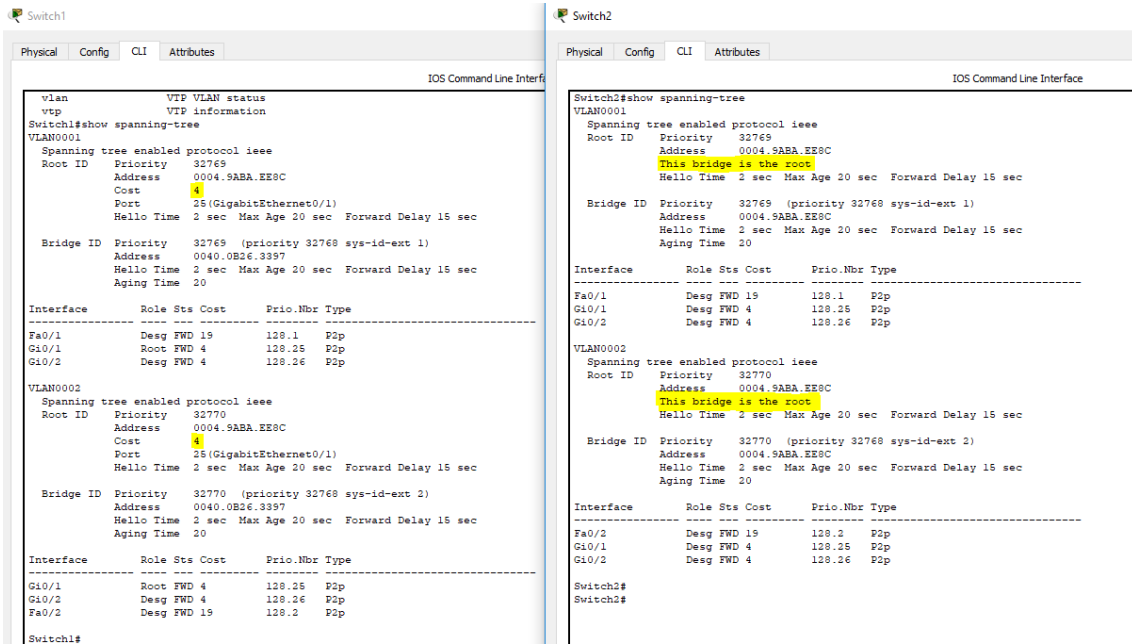 Switch1
Physical Config CLI Attributes
IOS Command Line Interfa
vlan VTP VLAN status
vtp VTP information
Switch1#show spanning-tree
VLAN0001
Spanning tree enabled protocol ieee
Root ID Priority 32769
Address 0004.9ABA.EE8C
Cost 4
Port 25(GigabitEthernet0/1)
Hello Time 2 sec Max Age 20 sec Forward Delay 15 sec
Bridge ID Priority 32769 (priority 32768 sys-id-ext 1)
Address 0040.0B26.3397
Hello Time 2 sec Max Age 20 sec Forward Delay 15 sec
Aging Time 20
Interface Role Sts Cost Prio.Nbr Type
---------------- ---- --- --------- -------- --------------------------------
Fa0/1 Desg FWD 19 128.1 P2p
Gi0/1 Root FWD 4 128.25 P2p
Gi0/2 Desg FWD 4 128.26 P2p
VLAN0002
Spanning tree enabled protocol ieee
Root ID Priority 32770
Address 0004.9ABA.EE8C
Cost 4
Port 25(GigabitEthernet0/1)
Hello Time 2 sec Max Age 20 sec Forward Delay 15 sec
Bridge ID Priority 32770 (priority 32768 sys-id-ext 2)
Address 0040.0B26.3397
Hello Time 2 sec Max Age 20 sec Forward Delay 15 sec
Aging Time 20
Interface Role Sts Cost Prio.Nbr Type
---------------- ---- --- --------- -------- --------------------------------
Gi0/1 Root FWD 4 128.25 P2p
Gi0/2 Desg FWD 4 128.26 P2p
Fa0/2 Desg FWD 19 128.2 P2p
Switch1#
Switch2
Physical Config CLI Attributes
IOS Command Line Interface
Switch2#show spanning-tree
VLAN0001
Spanning tree enabled protocol ieee
Root ID Priority 32769
Address 0004.9ABA.EE8C
This bridge is the root
Hello Time 2 sec Max Age 20 sec Forward Delay 15 sec
Bridge ID Priority 32769 (priority 32768 sys-id-ext 1)
Address 0004.9ABA.EE8C
Hello Time 2 sec Max Age 20 sec Forward Delay 15 sec
Aging Time 20
Interface Role Sts Cost Prio.Nbr Type
---------------- ---- --- --------- -------- --------------------------------
Fa0/1 Desg FWD 19 128.1 P2p
Gi0/1 Desg FWD 4 128.25 P2p
Gi0/2 Desg FWD 4 128.26 P2p
VLAN0002
Spanning tree enabled protocol ieee
Root ID Priority 32770
Address 0004.9ABA.EE8C
This bridge is the root
Hello Time 2 sec Max Age 20 sec Forward Delay 15 sec
Bridge ID Priority 32770 (priority 32768 sys-id-ext 2)
Address 0004.9ABA.EE8C
Hello Time 2 sec Max Age 20 sec Forward Delay 15 sec
Aging Time 20
Interface Role Sts Cost Prio.Nbr Type
---------------- ---- --- --------- -------- --------------------------------
Fa0/2 Desg FWD 19 128.2 P2p
Gi0/1 Desg FWD 4 128.25 P2p
Gi0/2 Desg FWD 4 128.26 P2p
Switch2#
Switch2#